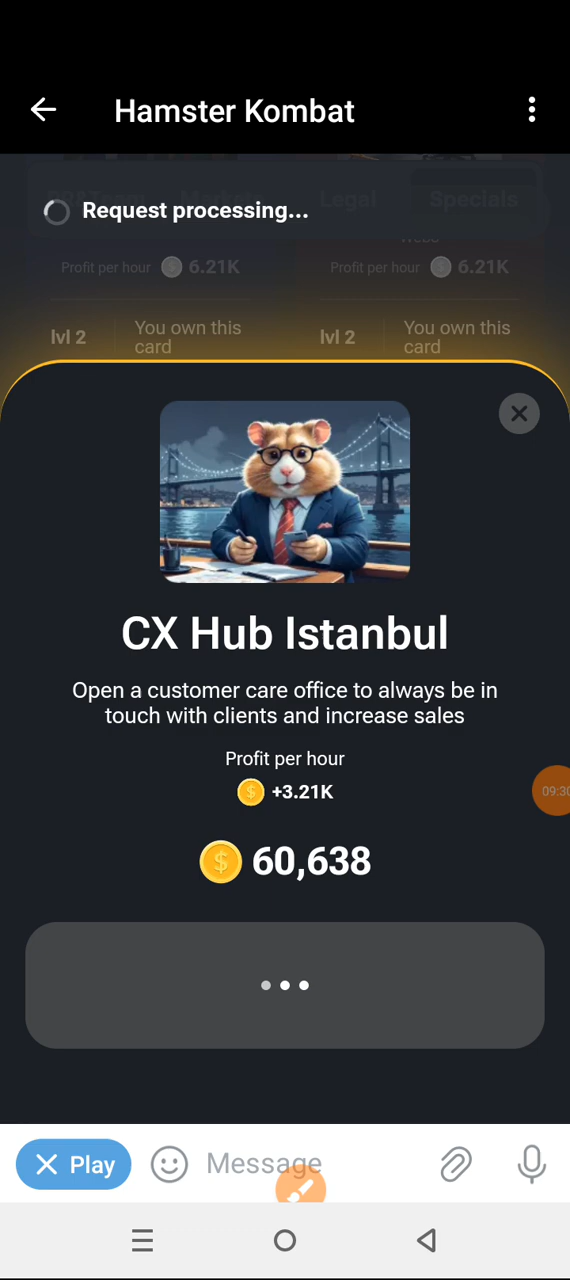 Hamster Kombat
Legal Specials
Request processing...
Profit per hour 6.21K
Profit per hour 6.21K
lvl 2 You own this card
lvl 2 You own this card
CX Hub Istanbul
Open a customer care office to always be in
touch with clients and increase sales
Profit per hour
+3.21K
60,638
09:30
Play Message